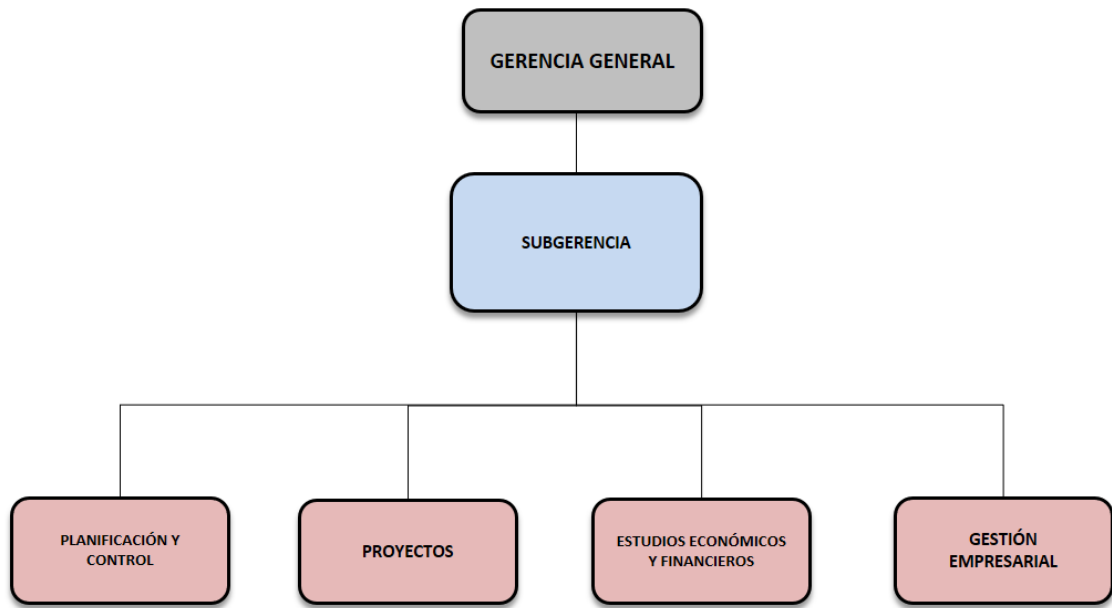 GERENCIA GENERAL
SUBGERENCIA
PLANIFICACIÓN Y
CONTROL
PROYECTOS
ESTUDIOS ECONÓMICOS
Y FINANCIEROS
GESTIÓN
EMPRESARIAL